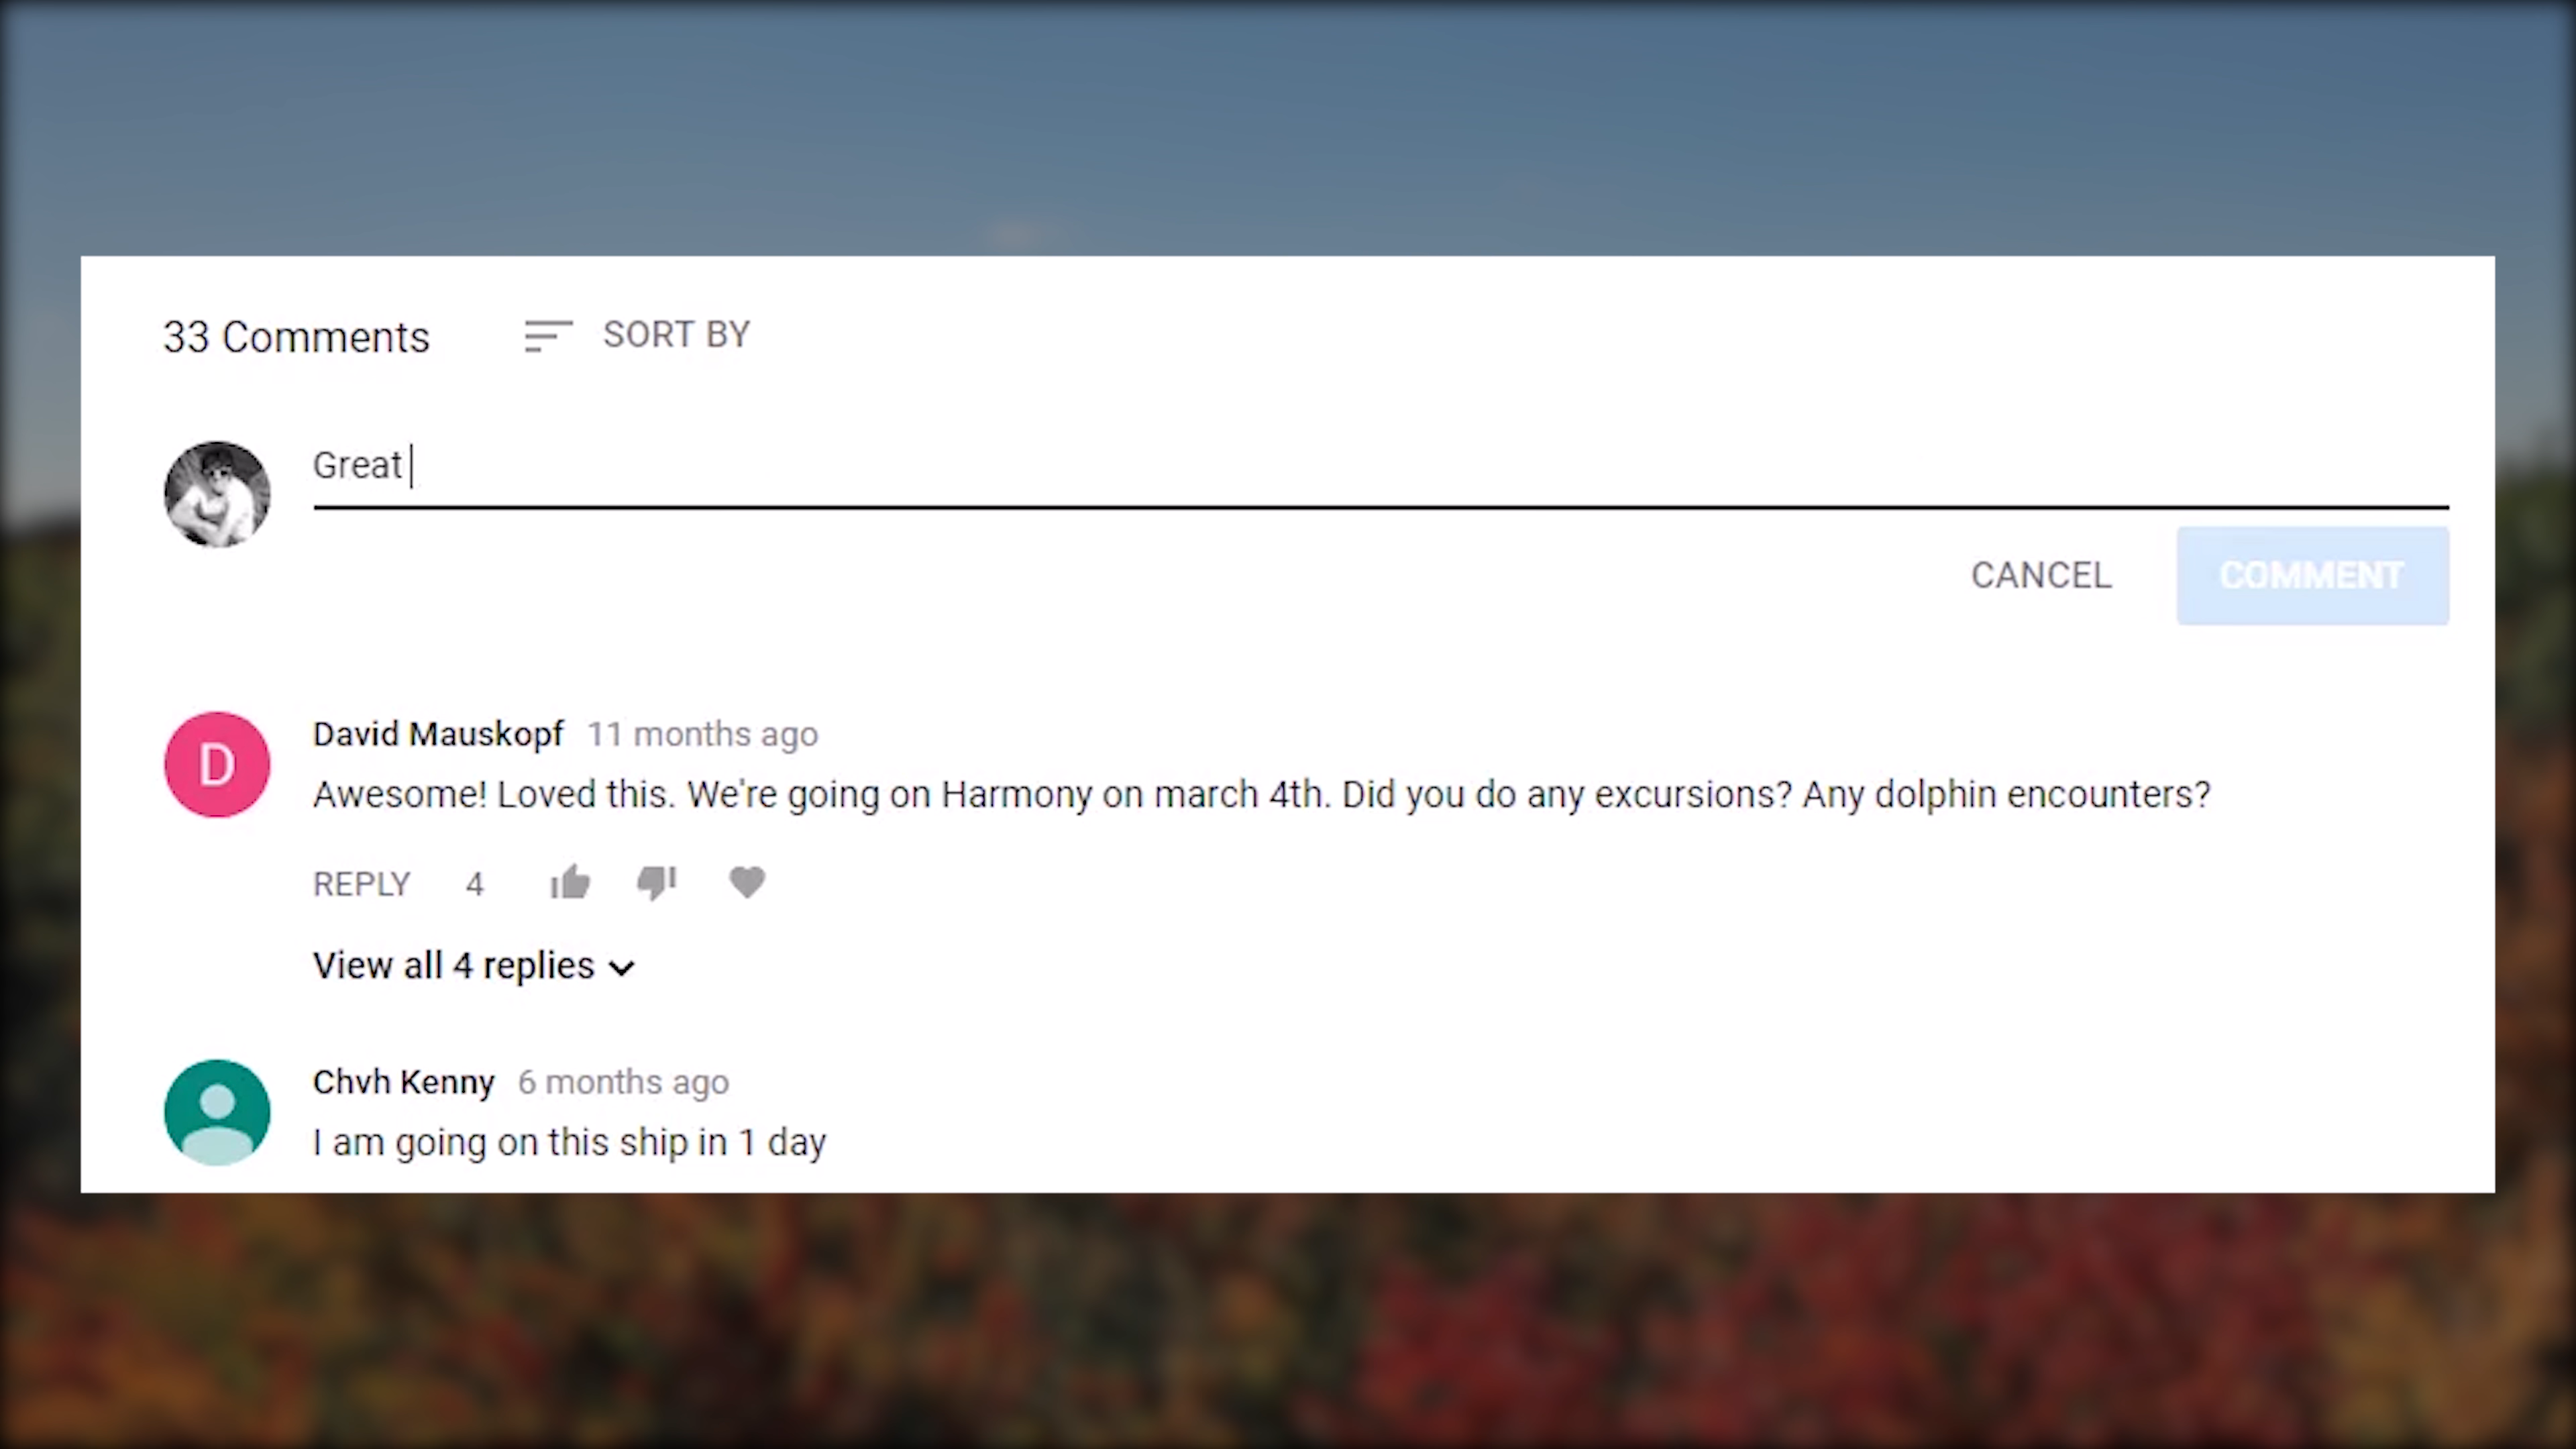 33 Comments SORT BY
Great
CANCEL COMMENT
D
David Mauskopf 11 months ago
Awesome! Loved this. We're going on Harmony on march 4th. Did you do any excursions? Any dolphin encounters?
REPLY 4
View all 4 replies
Chvh Kenny 6 months ago
I am going on this ship in 1 day